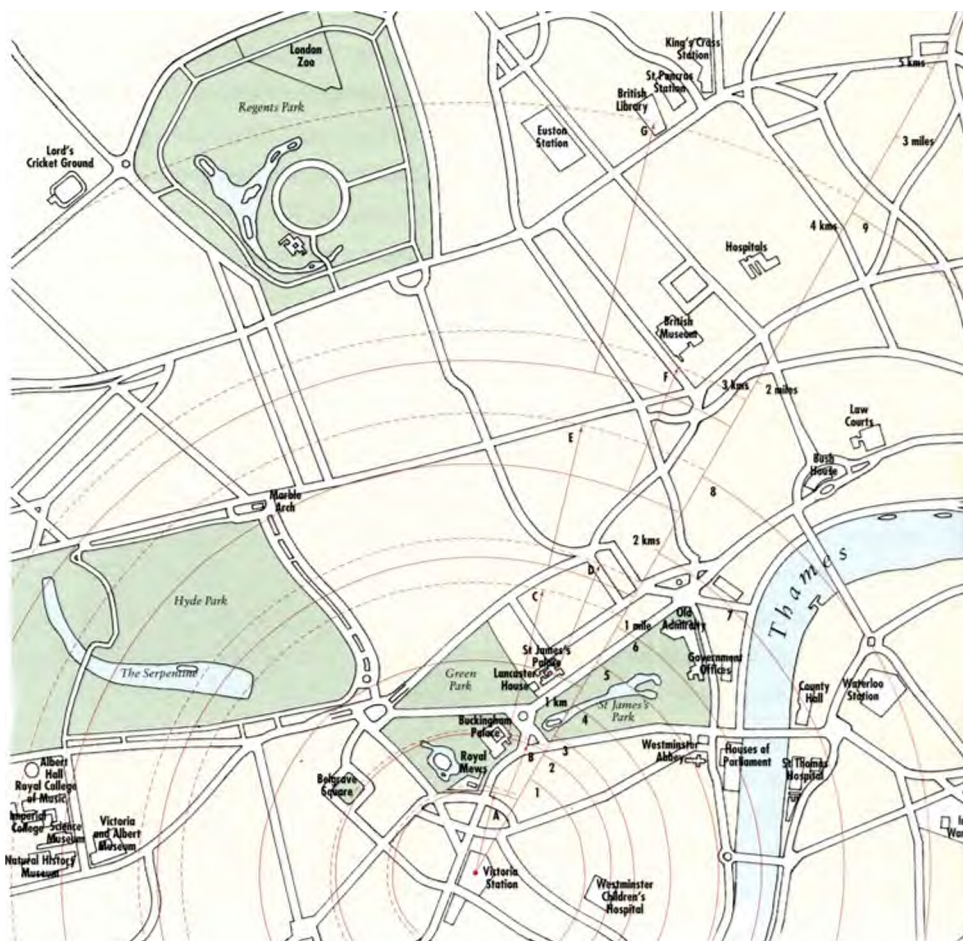 London
Zoo
King's Cross
Station
5 kms
Regents Park
St Pancras
Station
British
Library
G
Euston
Station
Lord's
Cricket Ground
3 miles
4 kms
9
Hospitals
British
Museum
F
3 kms
2 miles
Law
Courts
E
Bush
House
8
Marble
Arch
2 kms
D
Thames
Hyde Park
C
Old
Admiralty
7
1 mile
6
St James's
Palace
Government
Offices
The Serpentine
Green
Park
Lancaster
House
5
St James's
Park
1 km
4
County
Hall
Waterloo
Station
Buckingham
Palace
B
3
Westminster
Abbey
Houses of
Parliament
Royal
Mews
2
St Thomas
Hospital
Albert
Hall
Royal College
of Music
Belgrave
Square
1
A
Imperial
College
Science
Museum
Victoria
and Albert
Museum
Natural History
Museum
Victoria
Station
Westminster
Children's
Hospital